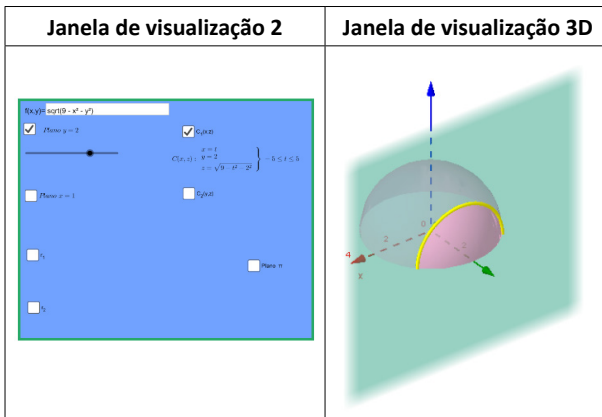 Janela de visualização 2
Janela de visualização 3D
f(x,y)= sqrt(9 - x² - y²)
Plano y = 2
C₁(x,z)
C(x, z) : x = t
y = 2
z = √9 − t² − 2² } − 5 ≤ t ≤ 5
Plano x = 1
C₂(y,z)
Plano π
0
2
2
4
X